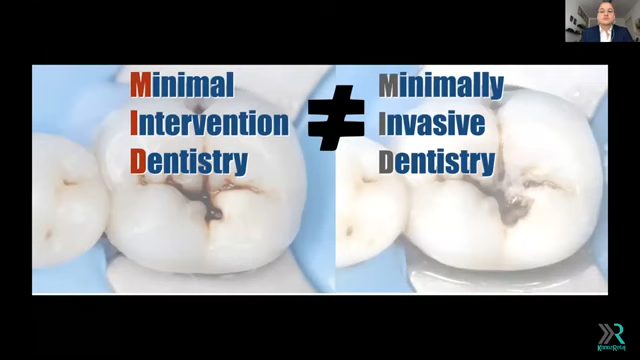 Minimal
Intervention
Dentistry
≠
Minimally
Invasive
Dentistry